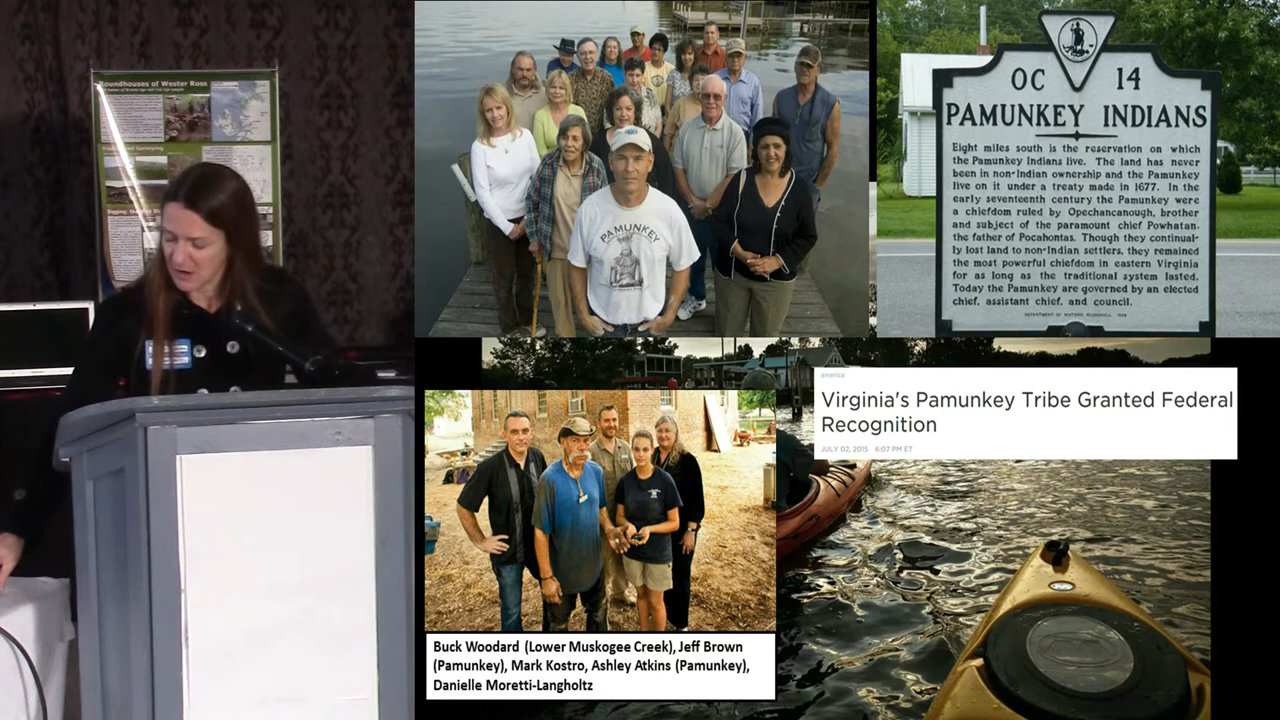 Roundhouses of Wester Ross
PAMUNKEY
OC 14
PAMUNKEY INDIANS
Eight miles south is the reservation on which
the Pamunkey Indians live. The land has never
been in non-Indian ownership and the Pamunkey
live on it under a treaty made in 1677. In the
early seventeenth century the Pamunkey were
a chiefdom ruled by Opechancanough, brother
and subject of the paramount chief Powhatan,
the father of Pocahontas. Though they continual-
ly lost land to non-Indian settlers, they remained
the most powerful chiefdom in eastern Virginia
for as long as the traditional system lasted.
Today the Pamunkey are governed by an elected
chief, assistant chief, and council.
america
Virginia's Pamunkey Tribe Granted Federal
Recognition
JULY 02, 2015 6:07 PM ET
Buck Woodard (Lower Muskogee Creek), Jeff Brown
(Pamunkey), Mark Kostro, Ashley Atkins (Pamunkey),
Danielle Moretti-Langholtz